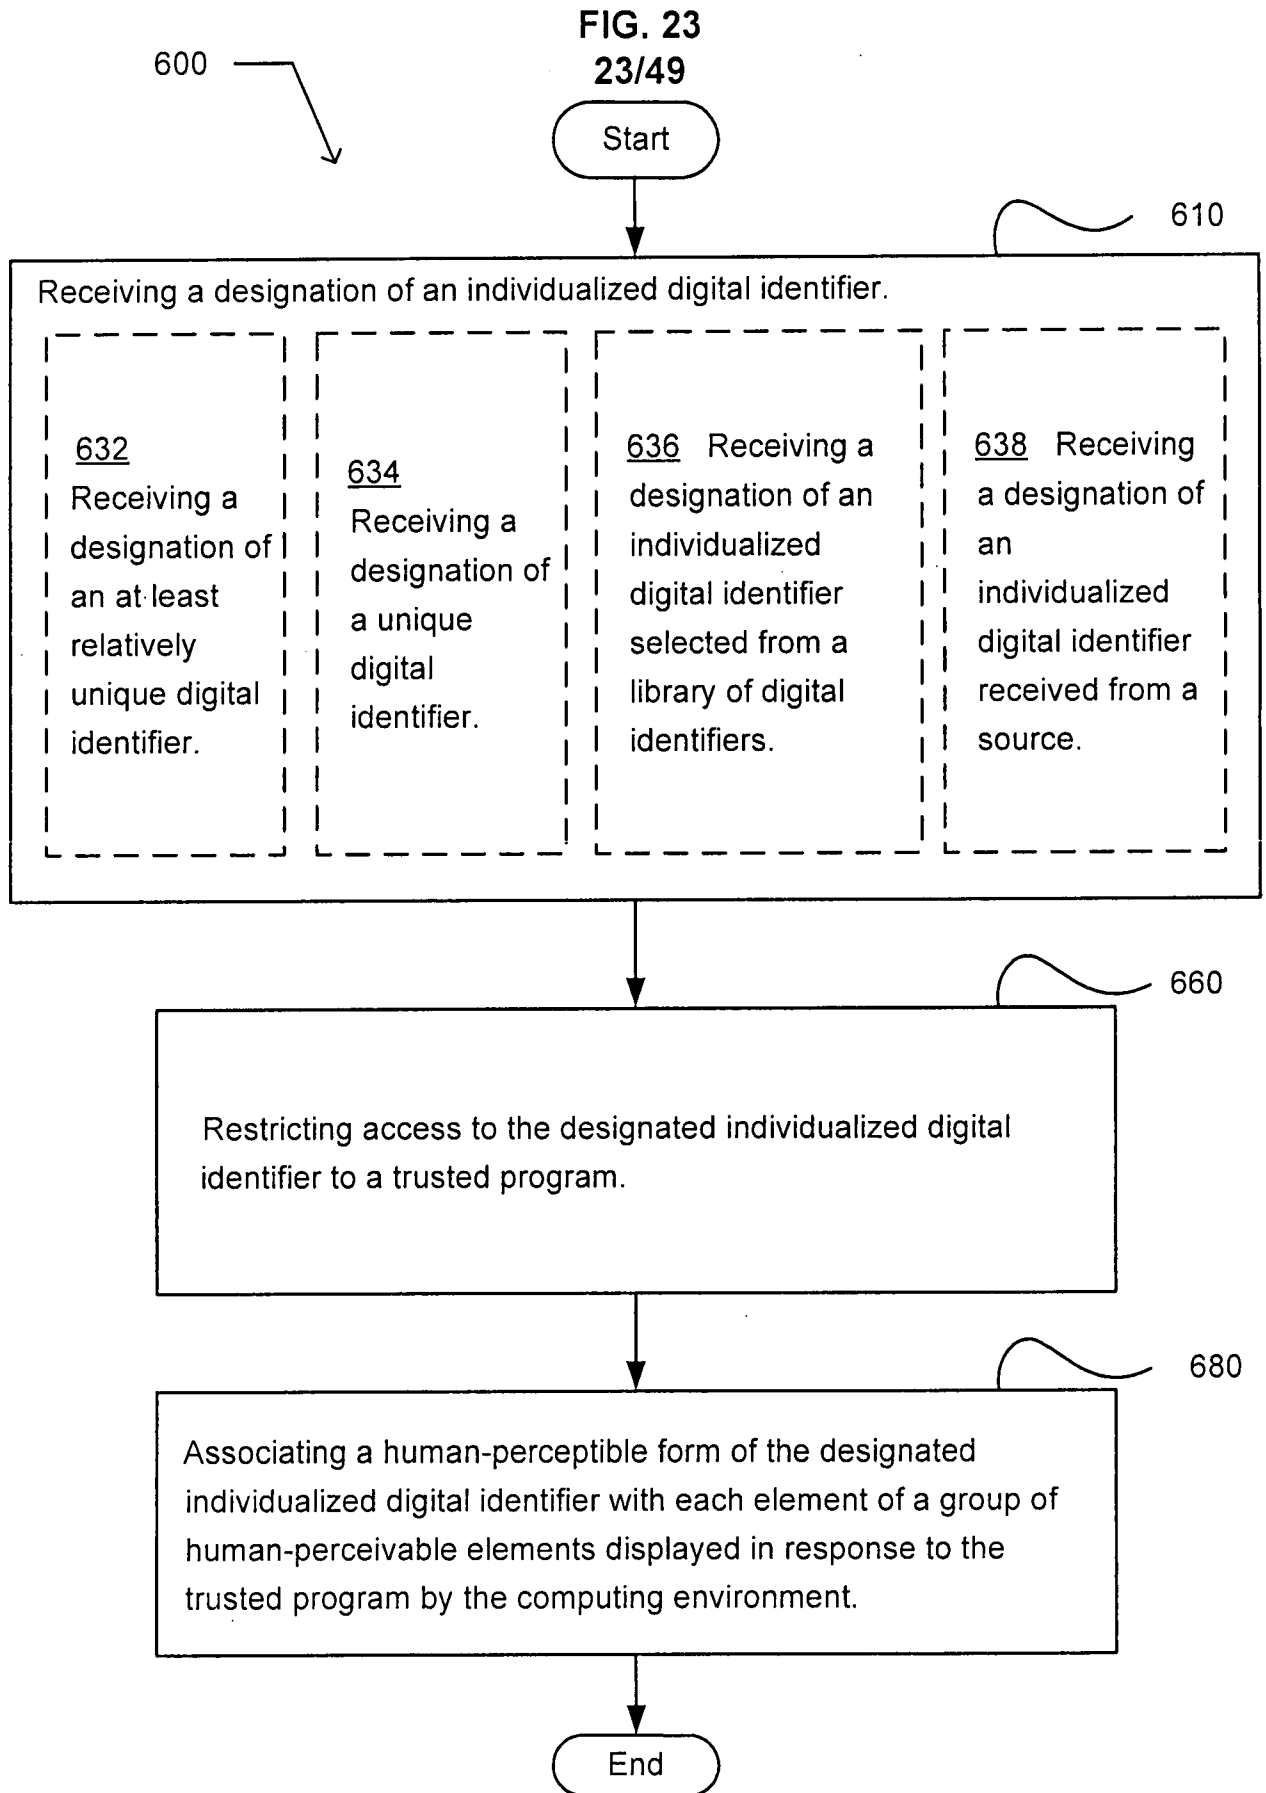 FIG. 23
23/49
600
Start
610
Receiving a designation of an individualized digital identifier.
632
Receiving a
designation of
an at least
relatively
unique digital
identifier.
634
Receiving a
designation of
a unique
digital
identifier.
636 Receiving a
designation of an
individualized
digital identifier
selected from a
library of digital
identifiers.
638 Receiving
a designation of
an
individualized
digital identifier
received from a
source.
660
Restricting access to the designated individualized digital
identifier to a trusted program.
680
Associating a human-perceptible form of the designated
individualized digital identifier with each element of a group of
human-perceivable elements displayed in response to the
trusted program by the computing environment.
End